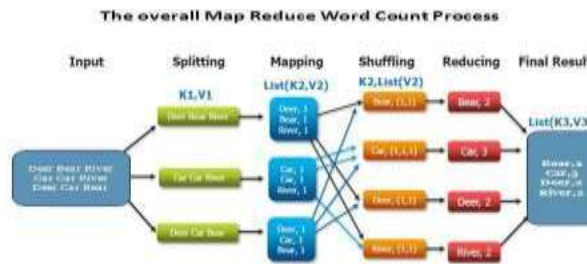 The overall Map Reduce Word Count Process
Input
Splitting
Mapping
Shuffling
Reducing
Final Result
K1,V1
List(K2,V2)
K2,List(V2)
List(K3,V3
Deer Bear River
Car Car River
Deer Car Bear
Deer Bear River
Car Car River
Deer Car Bear
Deer, 1
Bear, 1
River, 1
Car, 1
Car, 1
River, 1
Deer, 1
Car, 1
Bear, 1
Bear, (1,1)
Car, (1,1,1)
Deer, (1,1)
River, (1,1)
Bear, 2
Car, 3
Deer, 2
River, 2
Bear,2
Car,3
Deer,2
River,2